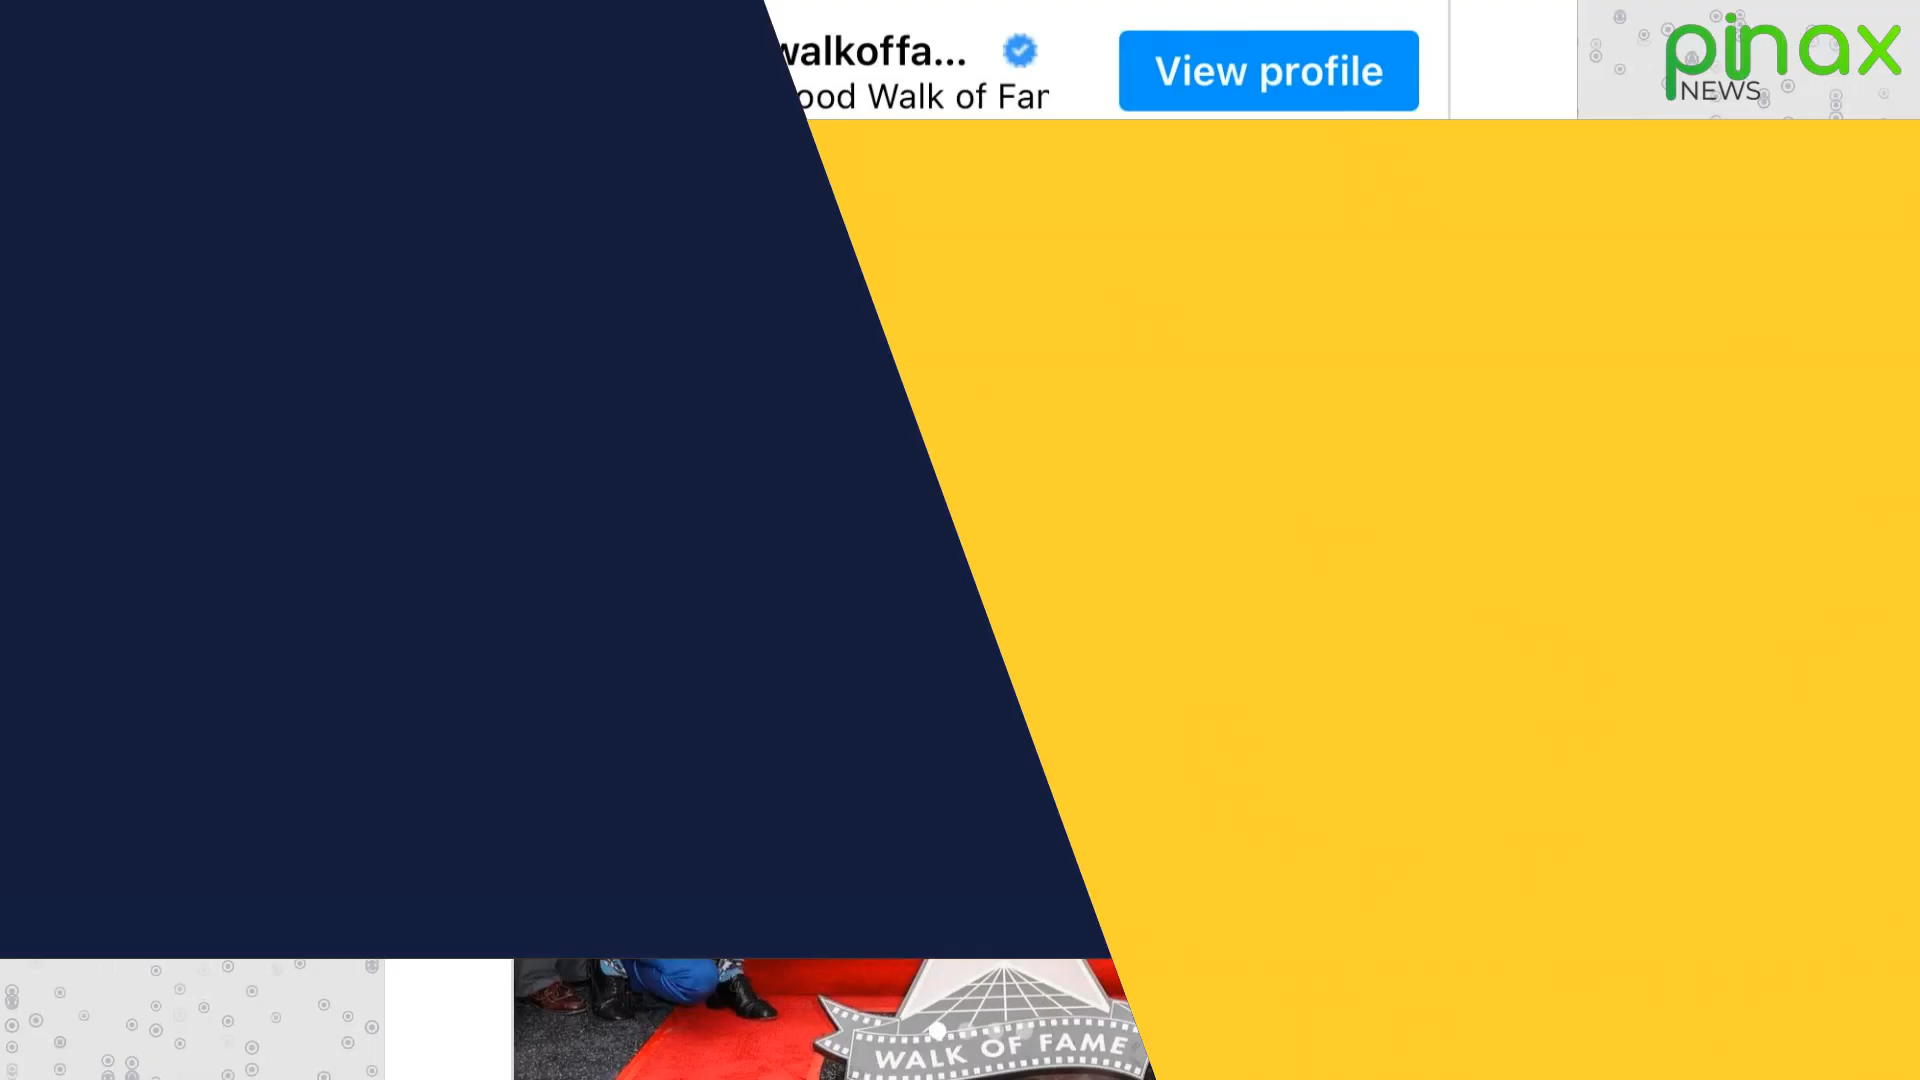 walkoffa...
ood Walk of Far
View profile
pinax
NEWS
WALK OF FAME